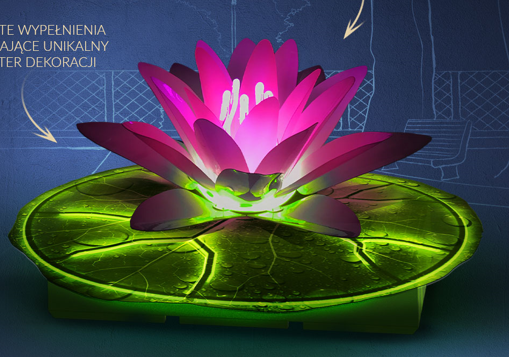 TE WYPEŁNIENIA
AJĄCE UNIKALNY
TER DEKORACJI